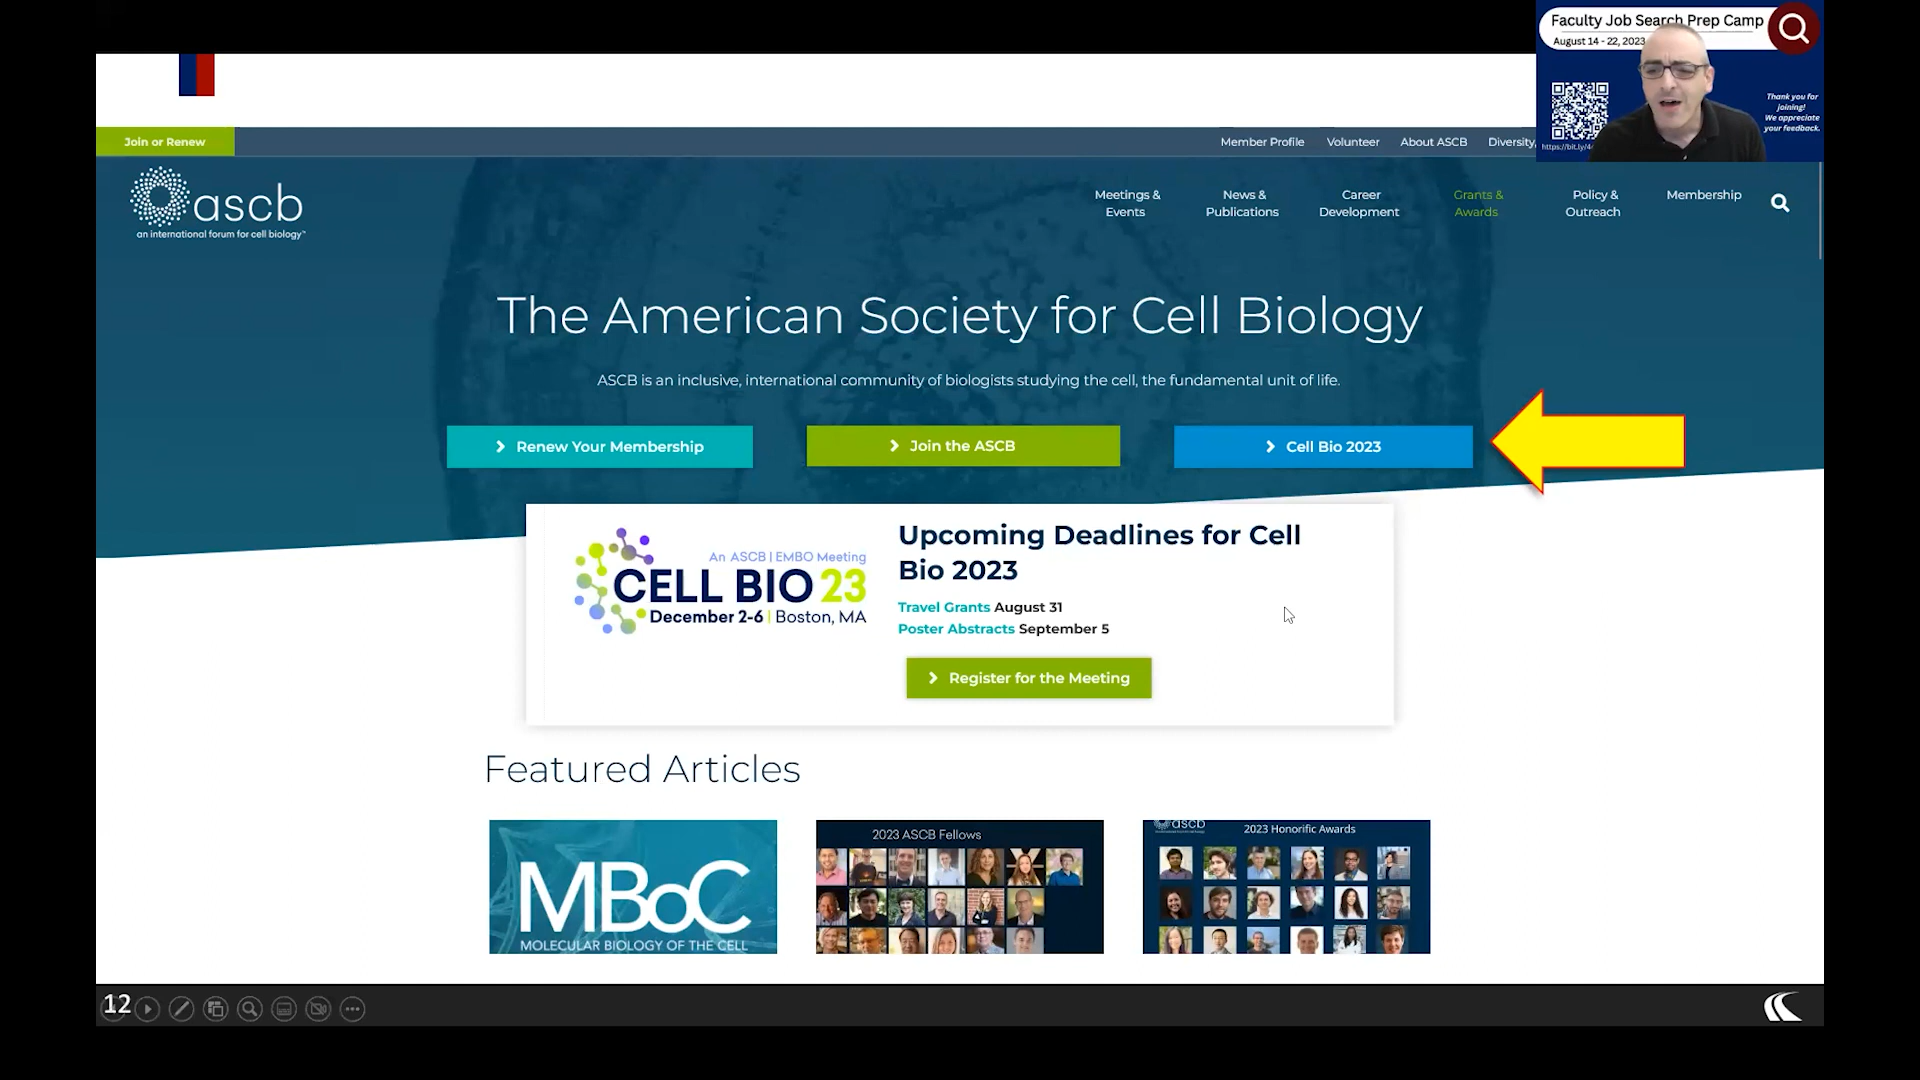 Faculty Job Search Prep Camp
August 14 - 22, 2023
Thank you for
joining!
We appreciate
your feedback.
https://bit.ly/4
Join or Renew
Member Profile
Volunteer
About ASCB
Diversity,
ascb
an international forum for cell biology™
Meetings &
Events
News &
Publications
Career
Development
Grants &
Awards
Policy &
Outreach
Membership
The American Society for Cell Biology
ASCB is an inclusive, international community of biologists studying the cell, the fundamental unit of life.
Renew Your Membership
Join the ASCB
Cell Bio 2023
An ASCB | EMBO Meeting
CELL BIO 23
December 2-6 | Boston, MA
Upcoming Deadlines for Cell
Bio 2023
Travel Grants August 31
Poster Abstracts September 5
Register for the Meeting
Featured Articles
MBoC
MOLECULAR BIOLOGY OF THE CELL
2023 ASCB Fellows
ascb
2023 Honorific Awards
12